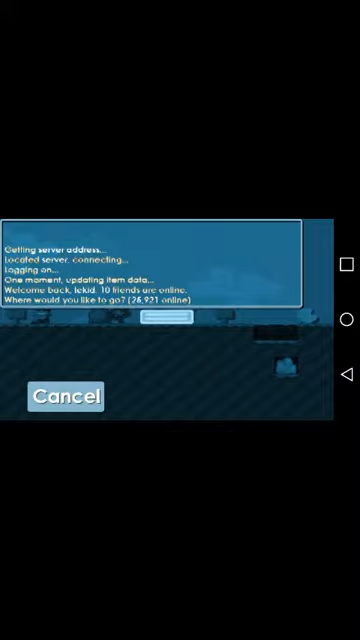 Getting server address...
Located server, connecting...
Logging on...
One moment, updating item data...
Welcome back, lekid. 10 friends are online.
Where would you like to go? (25,921 online)
Cancel